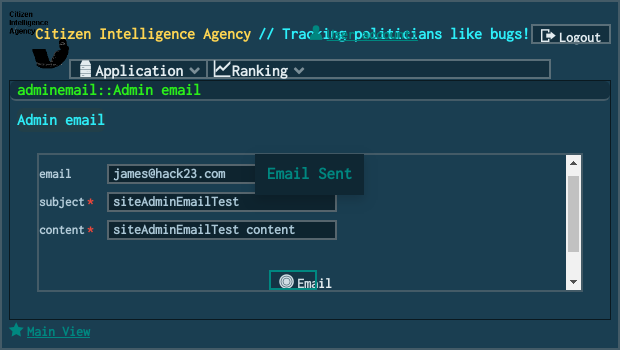 Citizen
Intelligence
Agency
Citizen Intelligence Agency // Tracking politicians like bugs!
Logout
Application
Ranking
adminemail::Admin email
Admin email
email
james@hack23.com
Email Sent
subject*
siteAdminEmailTest
content*
siteAdminEmailTest content
Email
Main View